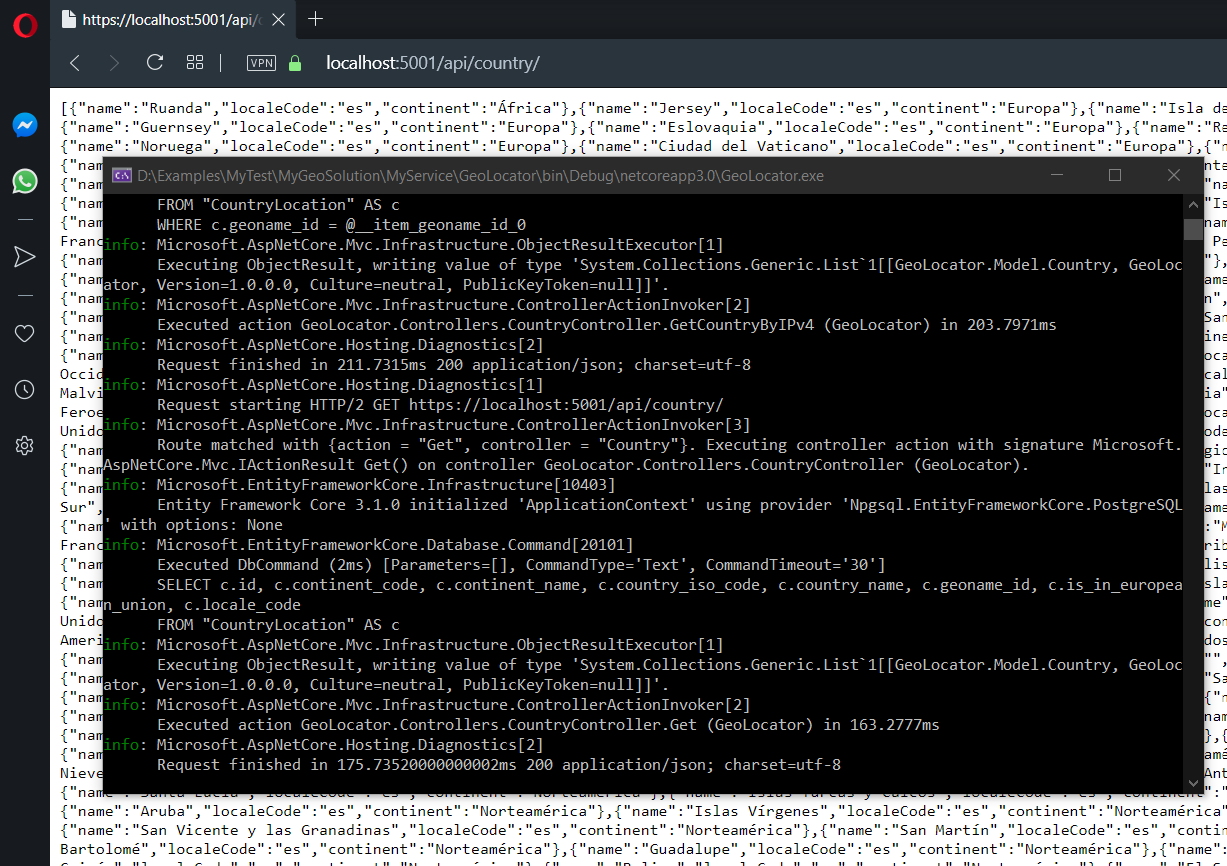 https://localhost:5001/api/
VPN
localhost:5001/api/country/
[{"name":"Ruanda","localeCode":"es","continent":"África"},{"name":"Jersey","localeCode":"es","continent":"Europa"},{"name":"Isla de
{"name":"Guernsey","localeCode":"es","continent":"Europa"},{"name":"Eslovaquia","localeCode":"es","continent":"Europa"},{"name":"Re
{"name":"Noruega","localeCode":"es","continent":"Europa"},{"name":"Ciudad del Vaticano","localeCode":"es","continent":"Europa"},{"n
D:\Examples\MyTest\MyGeoSolution\MyService\GeoLocator\bin\Debug\netcoreapp3.0\GeoLocator.exe
FROM "CountryLocation" AS c
WHERE c.geoname_id = @__item_geoname_id_0
info: Microsoft.AspNetCore.Mvc.Infrastructure.ObjectResultExecutor[1]
Executing ObjectResult, writing value of type 'System.Collections.Generic.List`1[[GeoLocator.Model.Country, GeoLoc
ator, Version=1.0.0.0, Culture=neutral, PublicKeyToken=null]]'.
info: Microsoft.AspNetCore.Mvc.Infrastructure.ControllerActionInvoker[2]
Executed action GeoLocator.Controllers.CountryController.GetCountryByIPv4 (GeoLocator) in 203.7971ms
info: Microsoft.AspNetCore.Hosting.Diagnostics[2]
Request finished in 211.7315ms 200 application/json; charset=utf-8
info: Microsoft.AspNetCore.Hosting.Diagnostics[1]
Request starting HTTP/2 GET https://localhost:5001/api/country/
info: Microsoft.AspNetCore.Mvc.Infrastructure.ControllerActionInvoker[3]
Route matched with {action = "Get", controller = "Country"}. Executing controller action with signature Microsoft.
AspNetCore.Mvc.IActionResult Get() on controller GeoLocator.Controllers.CountryController (GeoLocator).
info: Microsoft.EntityFrameworkCore.Infrastructure[10403]
Entity Framework Core 3.1.0 initialized 'ApplicationContext' using provider 'Npgsql.EntityFrameworkCore.PostgreSQL
' with options: None
info: Microsoft.EntityFrameworkCore.Database.Command[20101]
Executed DbCommand (2ms) [Parameters=[], CommandType='Text', CommandTimeout='30']
SELECT c.id, c.continent_code, c.continent_name, c.country_iso_code, c.country_name, c.geoname_id, c.is_in_europea
n_union, c.locale_code
FROM "CountryLocation" AS c
info: Microsoft.AspNetCore.Mvc.Infrastructure.ObjectResultExecutor[1]
Executing ObjectResult, writing value of type 'System.Collections.Generic.List`1[[GeoLocator.Model.Country, GeoLoc
ator, Version=1.0.0.0, Culture=neutral, PublicKeyToken=null]]'.
info: Microsoft.AspNetCore.Mvc.Infrastructure.ControllerActionInvoker[2]
Executed action GeoLocator.Controllers.CountryController.Get (GeoLocator) in 163.2777ms
info: Microsoft.AspNetCore.Hosting.Diagnostics[2]
Request finished in 175.73520000000002ms 200 application/json; charset=utf-8
{"name":"Aruba","localeCode":"es","continent":"Norteamérica"},{"name":"Islas Vírgenes","localeCode":"es","continent":"Norteamérica"
{"name":"San Vicente y las Granadinas","localeCode":"es","continent":"Norteamérica"},{"name":"San Martín","localeCode":"es","contin
Bartolomé","localeCode":"es","continent":"Norteamérica"},{"name":"Guadalupe","localeCode":"es","continent":"Norteamérica"},{"name":